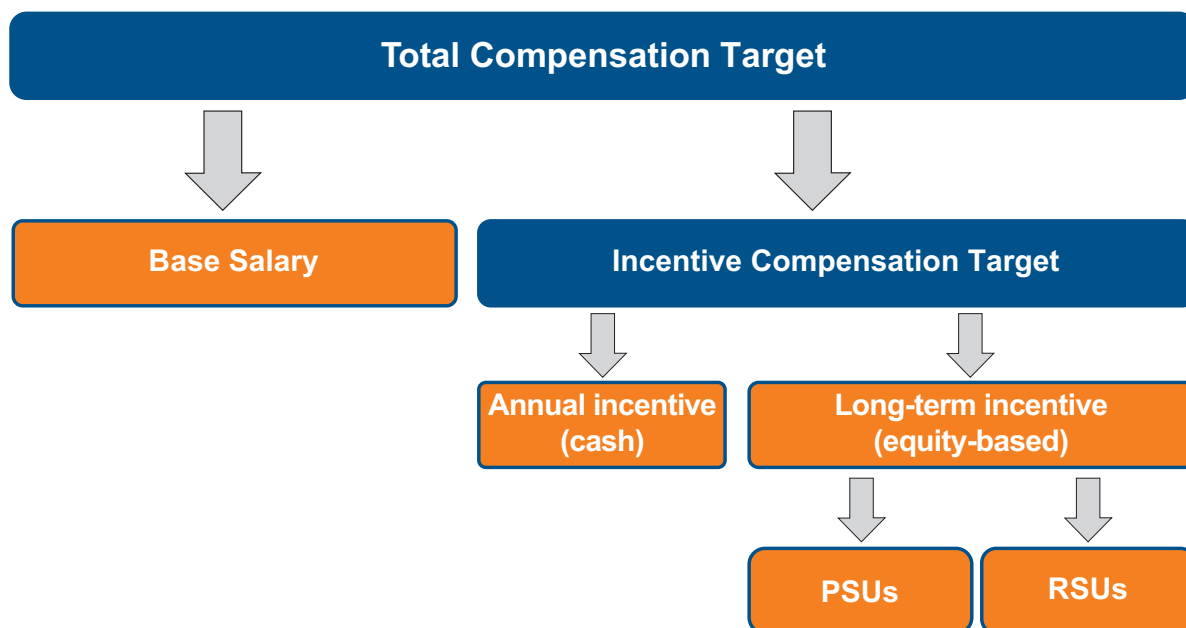 Total Compensation Target
Base Salary
Incentive Compensation Target
Annual incentive
(cash)
Long-term incentive
(equity-based)
PSUs
RSUs